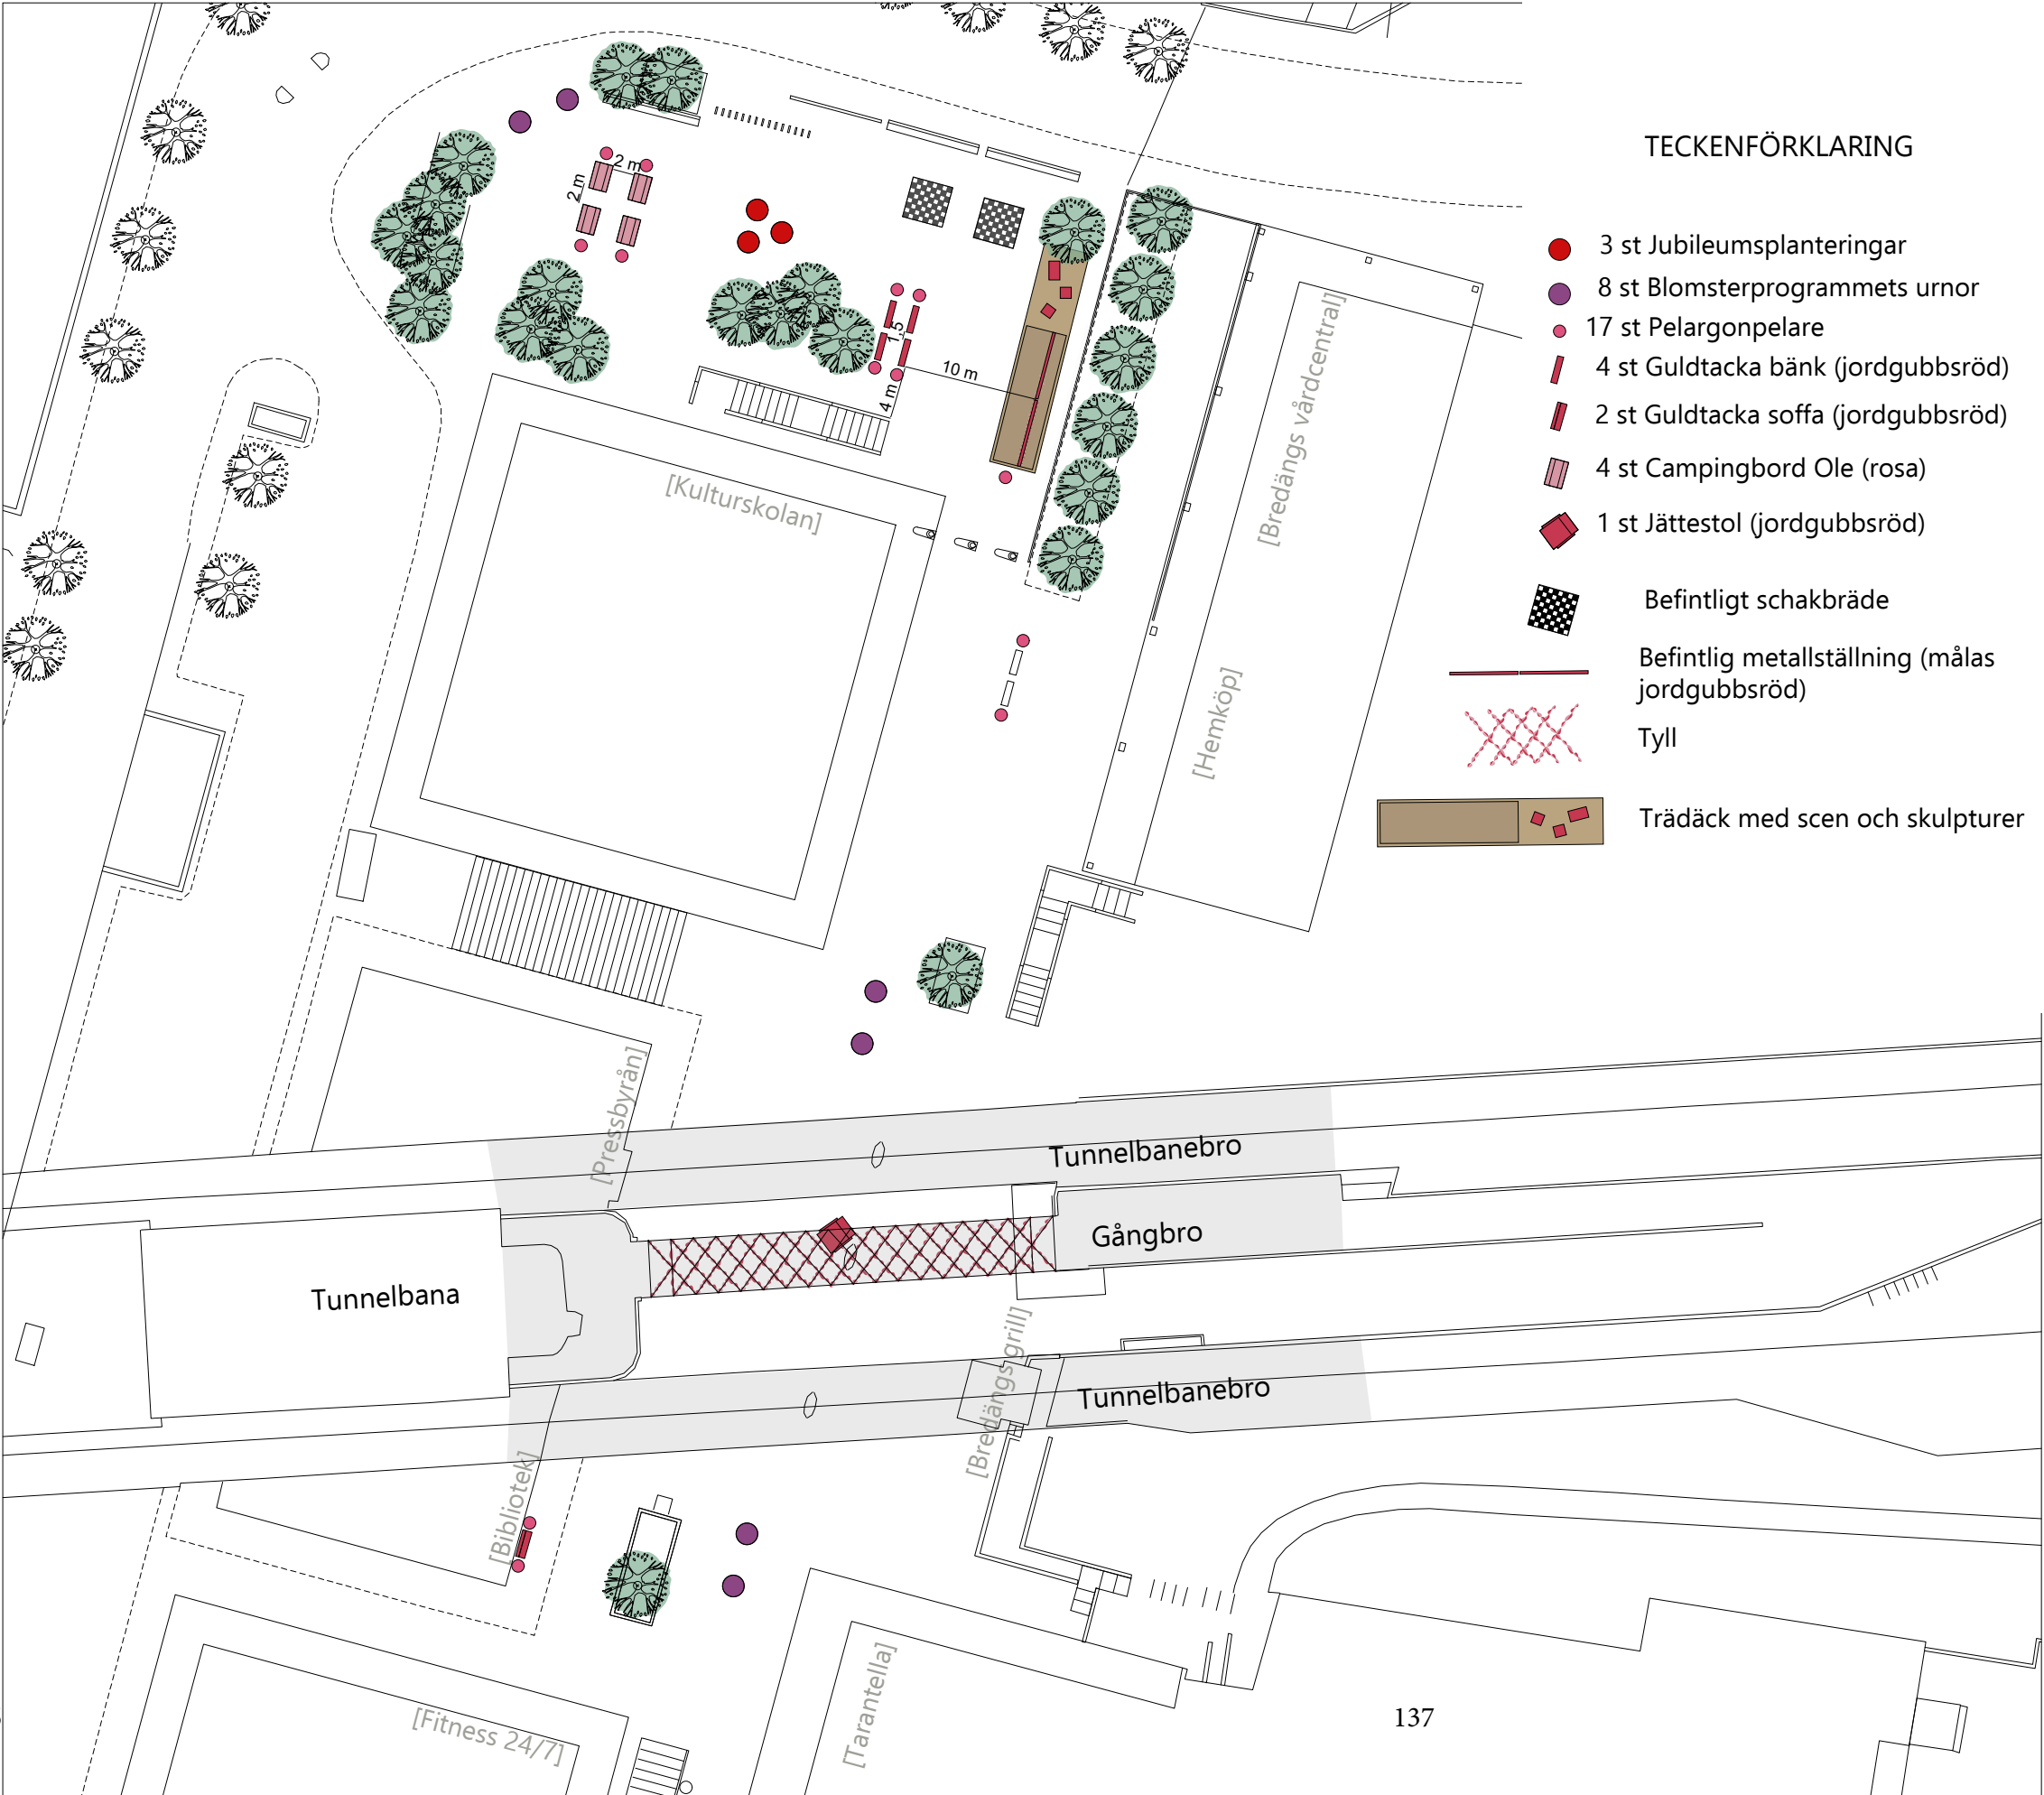 TECKENFÖRKLARING
3 st Jubileumsplanteringar
8 st Blomsterprogrammets urnor
17 st Pelargonpelare
4 st Guldtacka bänk (jordgubbsröd)
2 st Guldtacka soffa (jordgubbsröd)
4 st Campingbord Ole (rosa)
1 st Jättestol (jordgubbsröd)
Befintligt schakbräde
Befintlig metallställning (målas
jordgubbsröd)
Tyll
Trädäck med scen och skulpturer
2 m
2 m
1,5
10 m
4 m
[Kulturskolan]
[Bredängs vårdcentral]
[Hemköp]
[Pressbyrån]
Tunnelbanebro
Gångbro
Tunnelbana
[Bredängs grill]
Tunnelbanebro
[Bibliotek]
[Fitness 24/7]
[Tarantella]
137